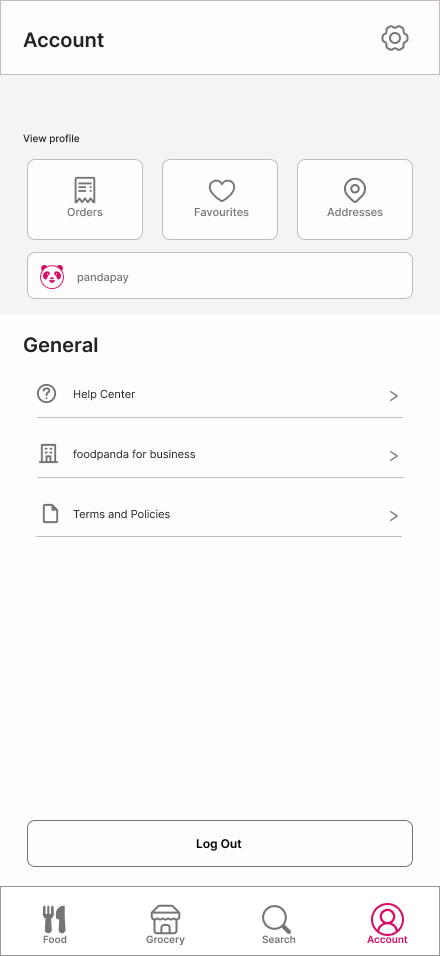 Account
View profile
Orders
Favourites
Addresses
pandapay
General
Help Center
foodpanda for business
Terms and Policies
Log Out
Food
Grocery
Search
Account